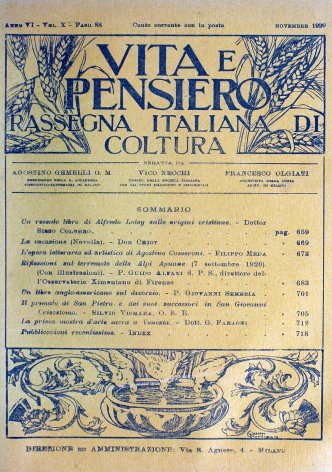 ANNO VI - VOL. X - FASC. 83 Conto corrente con la posta NOVEMBRE 1920
VITA E
PENSIERO
RASSEGNA ITALIANA DI
COLTURA
REDATTA DA
AGOSTINO GEMELLI O. M. VICO NECCHI FRANCESCO OLGIATI
SOMMARIO
Un recente libro di Alfredo Loisy sulle origini cristiane. - Dottor
SISTO COLOMBO. pag. 659
La vocazione (Novella). - DON CHIOT 669
L'opera letteraria ed artistica di Agostino Cameroni. - FILIPPO MEDA 673
Riflessioni sul terremoto delle Alpi Apuane (7 settembre 1920).
(Con illustrazioni). - P. GUIDO ALFANI d. P. S. direttore del-
l'Osservatorio Ximeniano di Firenze 683
Un libro anglo-americano sul divorzio. - P. GIOVANNI SEMERIA 701
Il primato di San Pietro e dei suoi successori in San Giovanni
Crisostomo. - SILVIO VISMARA, O. S. B. 705
La prima mostra d'arte sacra a Venezia. - Dott. G. FARAONI 712
Pubblicazioni recentissime. - INDEX 718
DIREZIONE ED AMMINISTRAZIONE: Via S. Agnese, 4 - MILANO